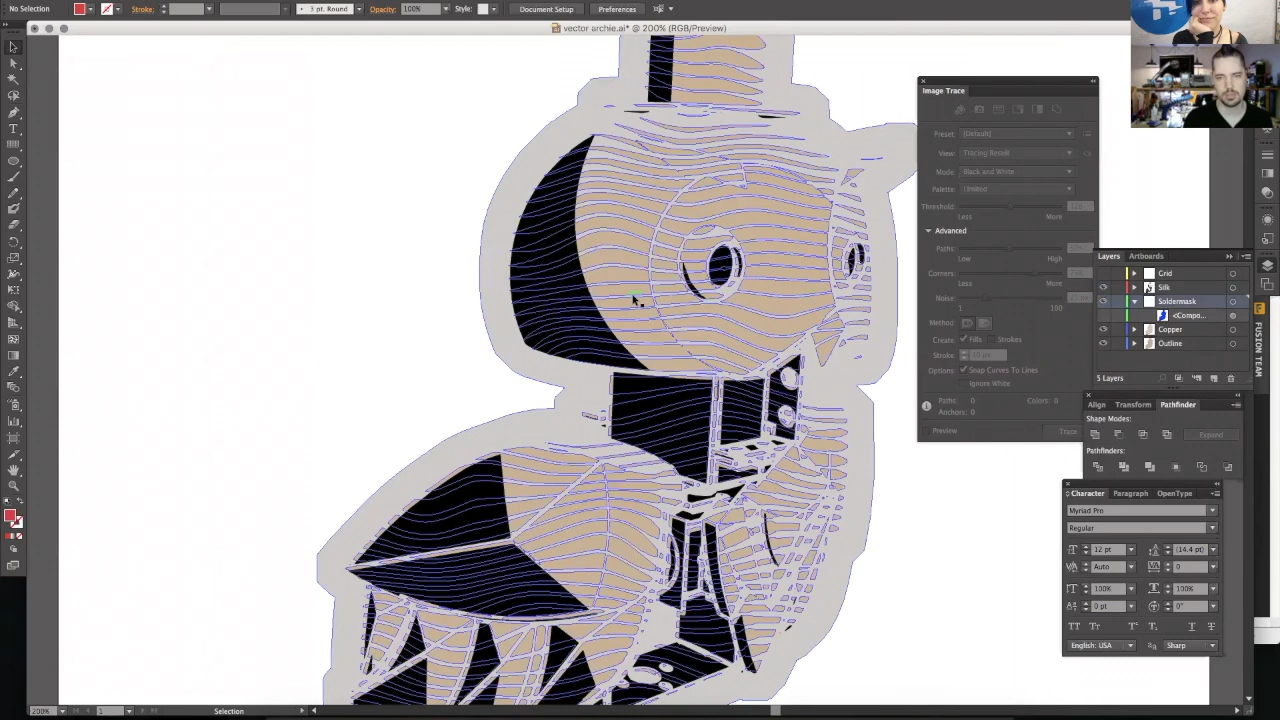 No Selection
Stroke:
3 pt. Round
Opacity: 100%
Style:
Document Setup
Preferences
vector archie.ai* @ 200% (RGB/Preview)
Image Trace
Preset: [Default]
View: Tracing Result
Mode: Black and White
Palette: Limited
Threshold:
Less More
Advanced
Paths:
Low High
Corners:
Less More
Noise:
1 100
Method:
Create: Fills Strokes
Stroke:
Options: Snap Curves To Lines
Ignore White
Paths: 0 Colors: 0
Anchors: 0
Preview Trace
Layers Artboards
Grid
Silk
Soldermask
<Compo...
Copper
Outline
5 Layers
FUSION TEAM
Align Transform Pathfinder
Shape Modes:
Expand
Pathfinders:
Character Paragraph OpenType
Myriad Pro
Regular
12 pt (14.4 pt)
Auto 0
100% 100%
0 pt 0°
English: USA Sharp
200% 1 Selection